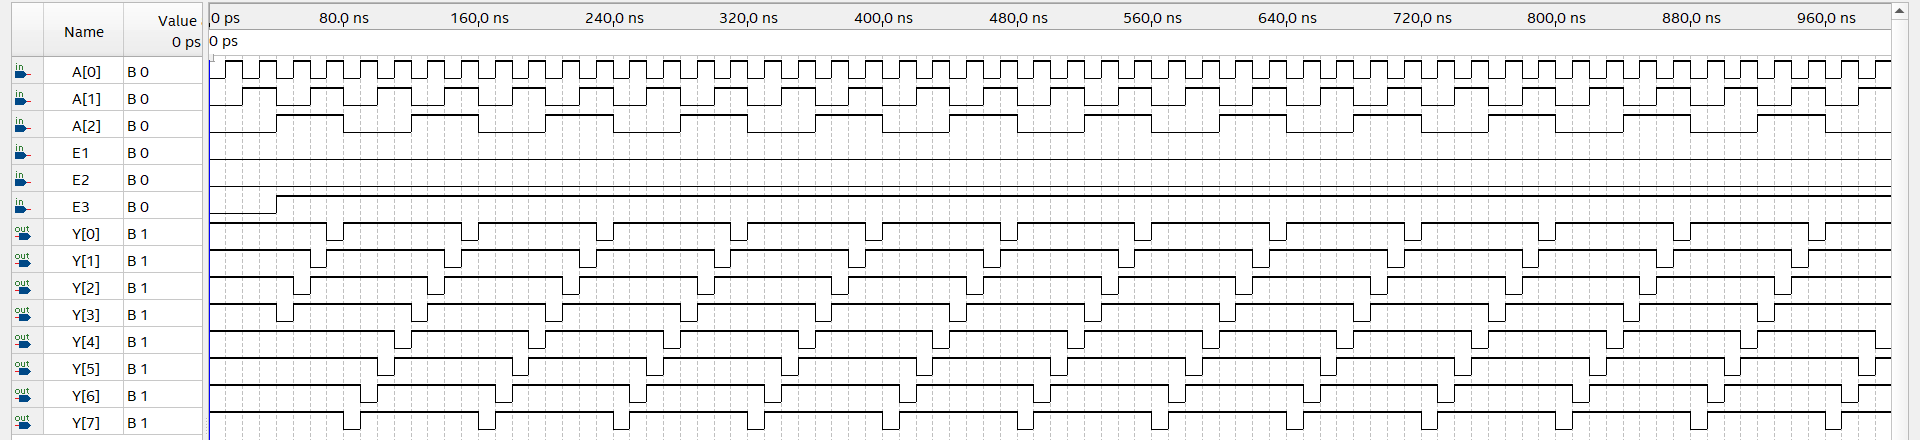 Name Value 0 ps 80.0 ns 160.0 ns 240.0 ns 320.0 ns 400.0 ns 480.0 ns 560.0 ns 640.0 ns 720.0 ns 800.0 ns 880.0 ns 960.0 ns
0 ps 0 ps
in A[0] B 0
in A[1] B 0
in A[2] B 0
in E1 B 0
in E2 B 0
in E3 B 0
out Y[0] B 1
out Y[1] B 1
out Y[2] B 1
out Y[3] B 1
out Y[4] B 1
out Y[5] B 1
out Y[6] B 1
out Y[7] B 1